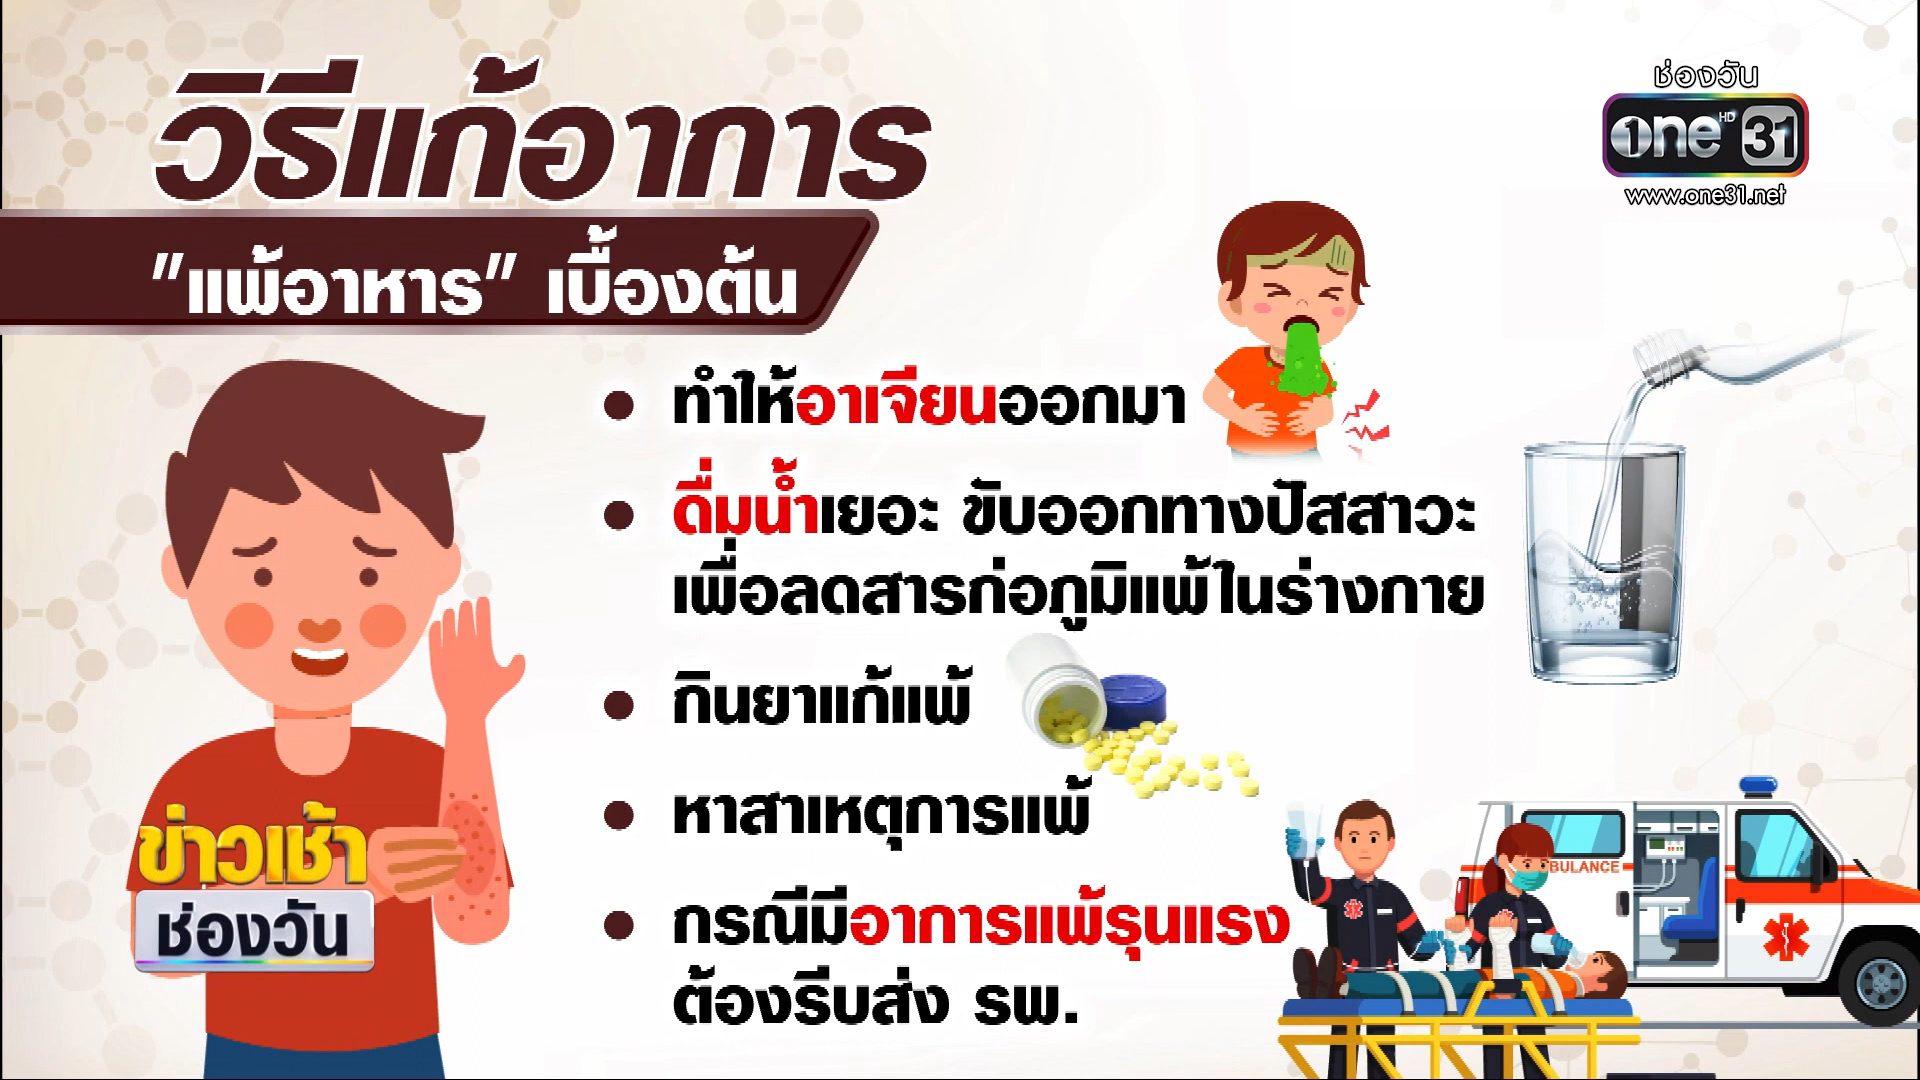 วิธีแก้อาการ
"แพ้อาหาร" เบื้องต้น
ช่องวัน
one HD 31
www.one31.net
• ทำให้อาเจียนออกมา
• ดื่มน้ำเยอะ ขับออกทางปัสสาวะ
เพื่อลดสารก่อภูมิแพ้ในร่างกาย
• กินยาแก้แพ้
• หาสาเหตุการแพ้
• กรณีมีอาการแพ้รุนแรง
ต้องรีบส่ง รพ.
ข่าวเช้า
ช่องวัน
BULANCE